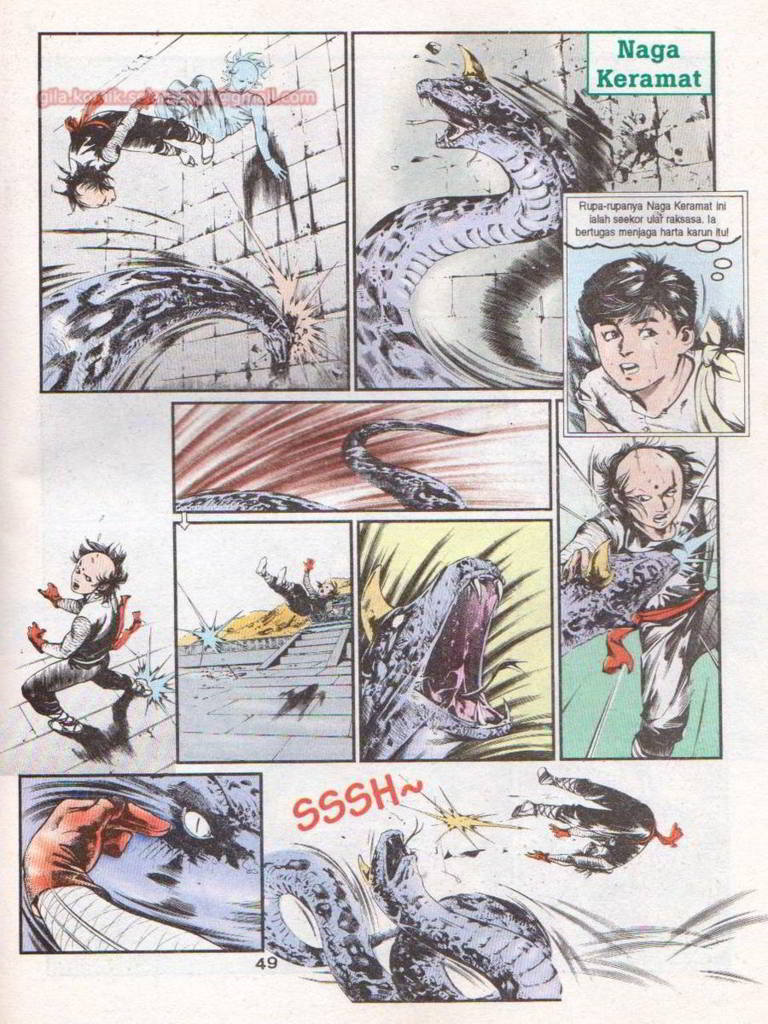 Naga
Keramat
Rupa-rupanya Naga Keramat ini
ialah seekor ular raksasa. Ia
bertugas menjaga harta karun itu!
SSSH~
49